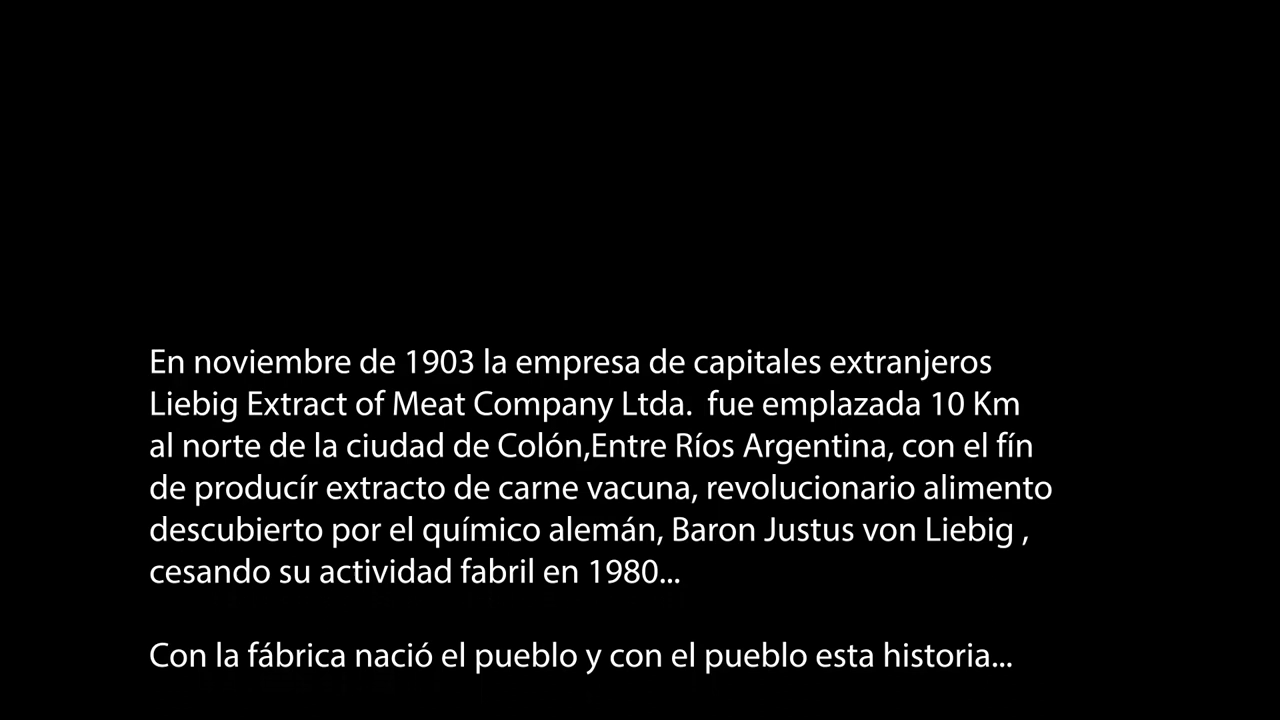 En noviembre de 1903 la empresa de capitales extranjeros
Liebig Extract of Meat Company Ltda.  fue emplazada 10 Km
al norte de la ciudad de Colón,Entre Ríos Argentina, con el fín
de producír extracto de carne vacuna, revolucionario alimento
descubierto por el químico alemán, Baron Justus von Liebig ,
cesando su actividad fabril en 1980...
Con la fábrica nació el pueblo y con el pueblo esta historia...